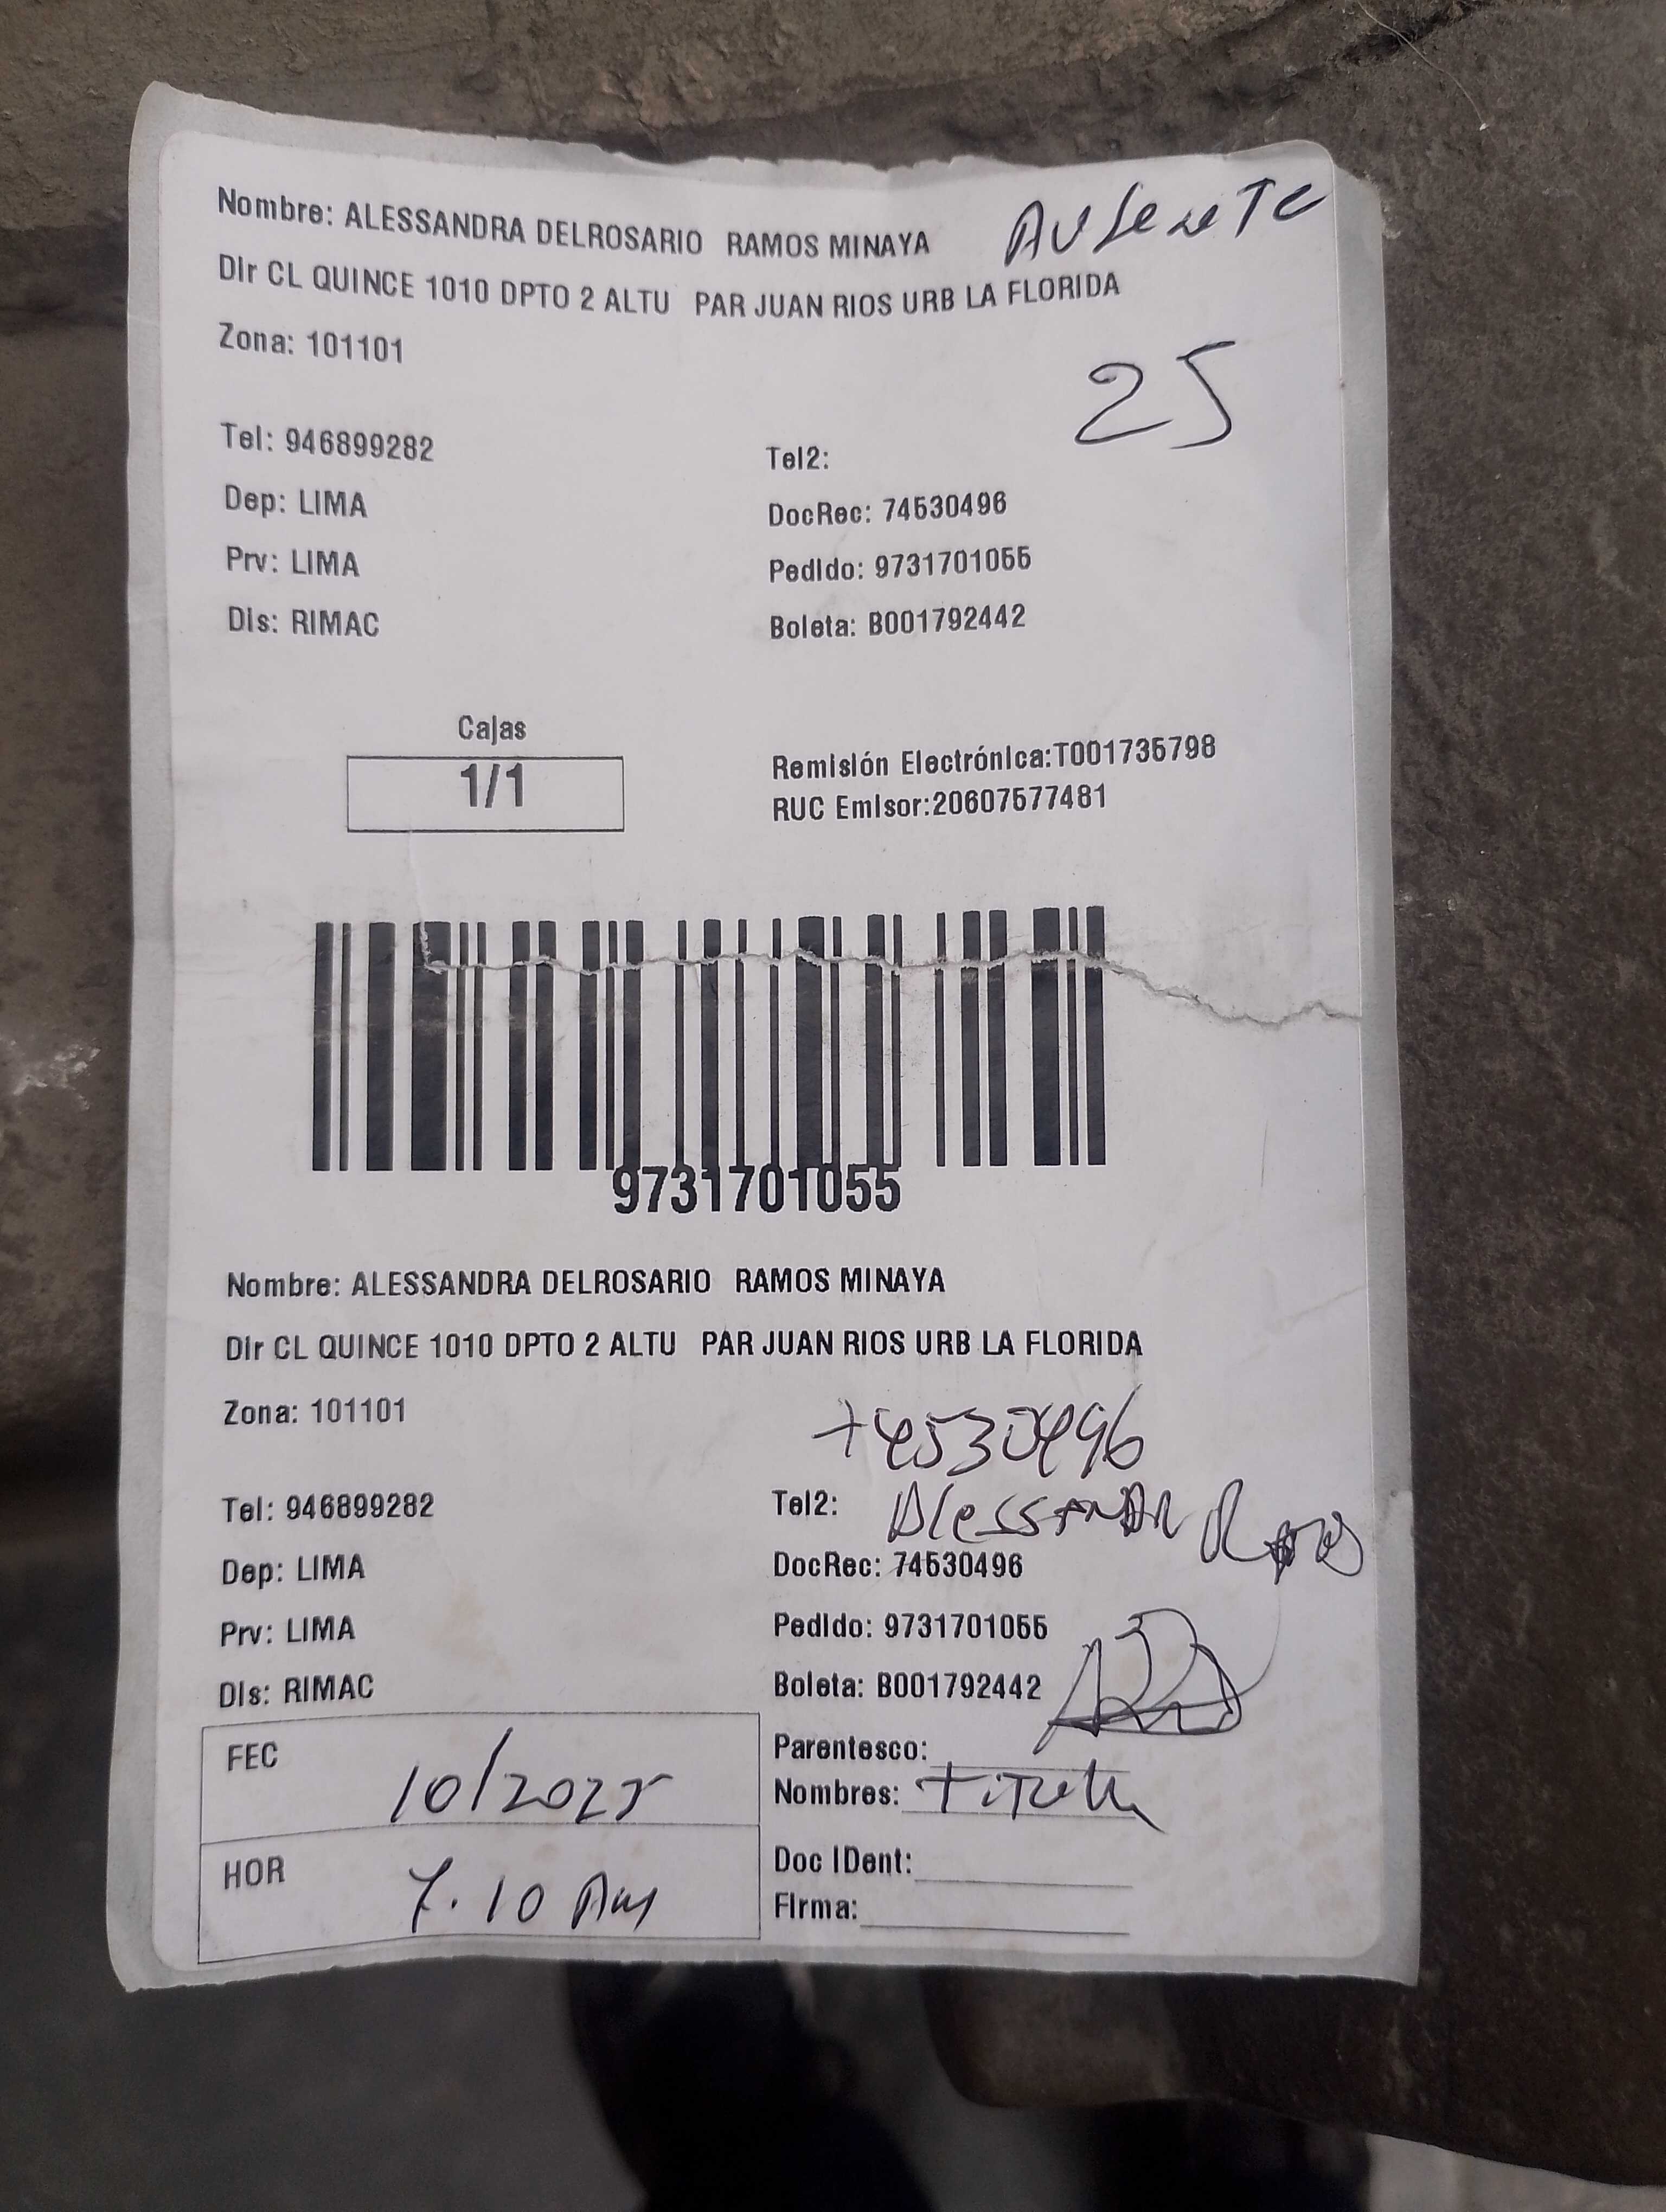 Nombre: ALESSANDRA DELROSARIO RAMOS MINAYA AUSENTE
Dir CL QUINCE 1010 DPTO 2 ALTU PAR JUAN RIOS URB LA FLORIDA
Zona: 101101
25
Tel: 946899282 Tel2:
Dep: LIMA DocRec: 74530496
Prv: LIMA Pedido: 9731701055
Dis: RIMAC Boleta: B001792442
Cajas
1/1
Remisión Electrónica:T001735798
RUC Emisor:20607577481
9731701055
Nombre: ALESSANDRA DELROSARIO RAMOS MINAYA
Dir CL QUINCE 1010 DPTO 2 ALTU PAR JUAN RIOS URB LA FLORIDA
Zona: 101101
74530496
Tel: 946899282 Tel2: Alessandra Ramos
Dep: LIMA DocRec: 74530496
Prv: LIMA Pedido: 9731701055
Dis: RIMAC Boleta: B001792442
FEC 10/2025
Parentesco:
Nombres:
HOR 7.10 AM
Doc IDent:
Firma: